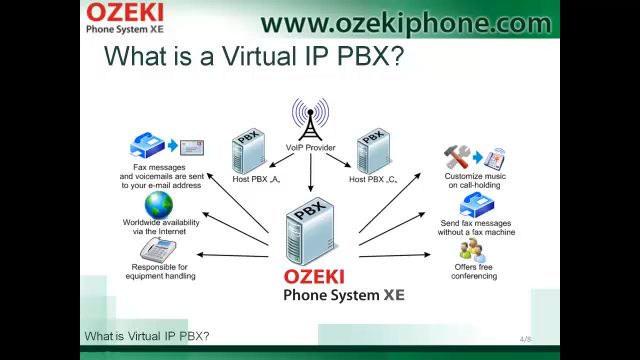 OZEKI
Phone System XE
www.ozekiphone.com
What is a Virtual IP PBX?
PBX
PBX
VoIP Provider
Host PBX „A„
Host PBX „C„
Fax messages
and voicemails are sent
to your e-mail address
Customize music
on call-holding
PBX
Worldwide availability
via the Internet
Send fax messages
without a fax machine
Responsible for
equipment handling
Offers free
conferencing
OZEKI
Phone System XE
What is Virtual IP PBX?
4/8